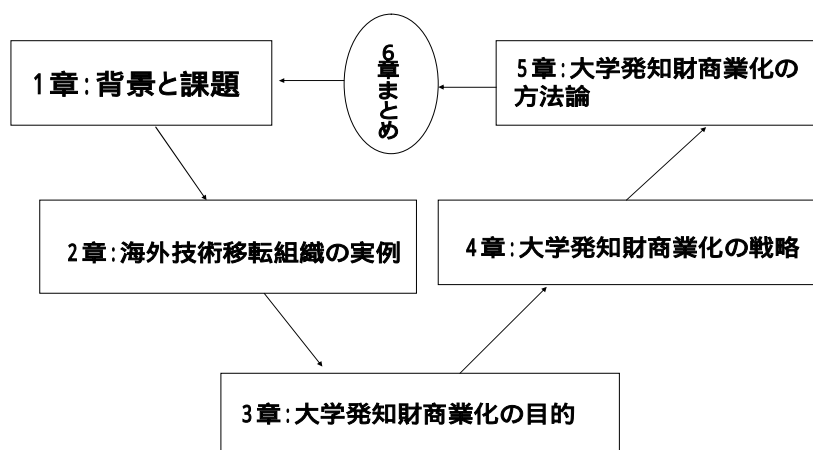 1章:背景と課題
6章まとめ
5章:大学発知財商業化の
方法論
2章:海外技術移転組織の実例
4章:大学発知財商業化の戦略
3章:大学発知財商業化の目的